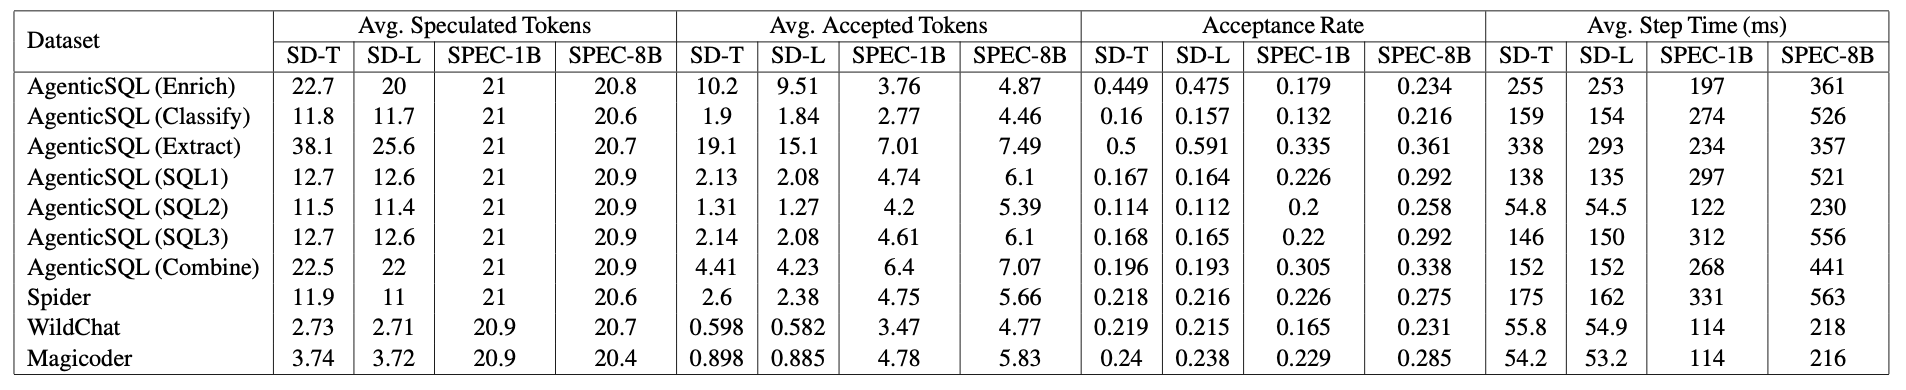 Dataset Avg. Speculated Tokens Avg. Accepted Tokens Acceptance Rate Avg. Step Time (ms)
SD-T SD-L SPEC-1B SPEC-8B SD-T SD-L SPEC-1B SPEC-8B SD-T SD-L SPEC-1B SPEC-8B SD-T SD-L SPEC-1B SPEC-8B
AgenticSQL (Enrich) 22.7 20 21 20.8 10.2 9.51 3.76 4.87 0.449 0.475 0.179 0.234 255 253 197 361
AgenticSQL (Classify) 11.8 11.7 21 20.6 1.9 1.84 2.77 4.46 0.16 0.157 0.132 0.216 159 154 274 526
AgenticSQL (Extract) 38.1 25.6 21 20.7 19.1 15.1 7.01 7.49 0.5 0.591 0.335 0.361 338 293 234 357
AgenticSQL (SQL1) 12.7 12.6 21 20.9 2.13 2.08 4.74 6.1 0.167 0.164 0.226 0.292 138 135 297 521
AgenticSQL (SQL2) 11.5 11.4 21 20.9 1.31 1.27 4.2 5.39 0.114 0.112 0.2 0.258 54.8 54.5 122 230
AgenticSQL (SQL3) 12.7 12.6 21 20.9 2.14 2.08 4.61 6.1 0.168 0.165 0.22 0.292 146 150 312 556
AgenticSQL (Combine) 22.5 22 21 20.9 4.41 4.23 6.4 7.07 0.196 0.193 0.305 0.338 152 152 268 441
Spider 11.9 11 21 20.6 2.6 2.38 4.75 5.66 0.218 0.216 0.226 0.275 175 162 331 563
WildChat 2.73 2.71 20.9 20.7 0.598 0.582 3.47 4.77 0.219 0.215 0.165 0.231 55.8 54.9 114 218
Magicoder 3.74 3.72 20.9 20.4 0.898 0.885 4.78 5.83 0.24 0.238 0.229 0.285 54.2 53.2 114 216